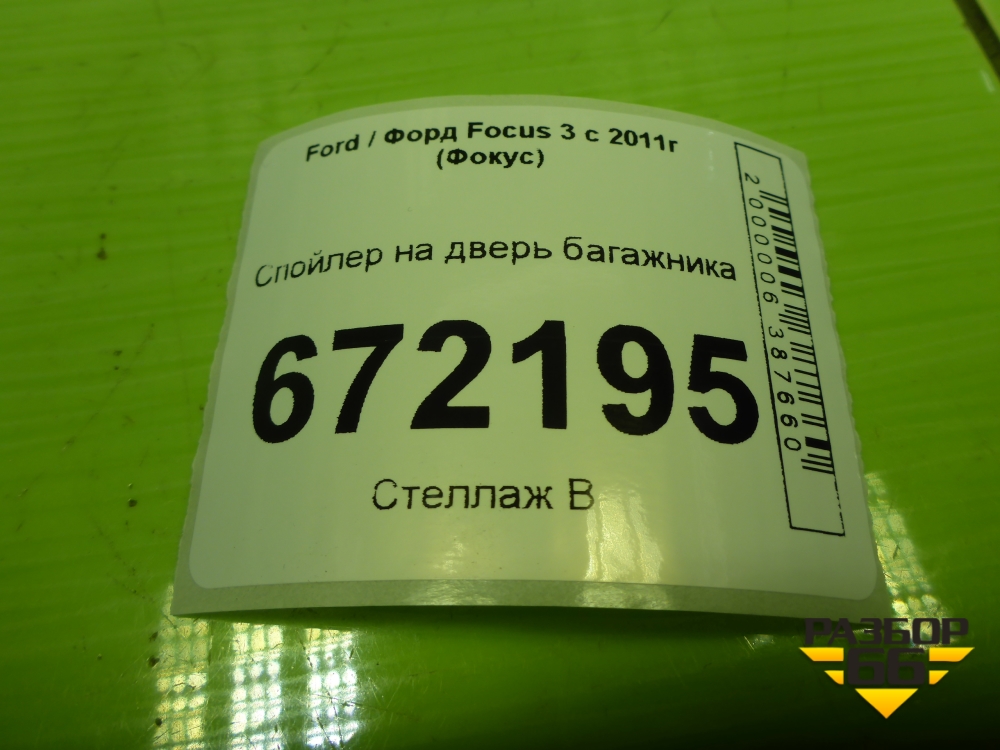 Ford / Форд Focus 3 с 2011г
(Фокус)
Спойлер на дверь багажника
672195
Стеллаж В
2000006387660
РАЗБОР
66